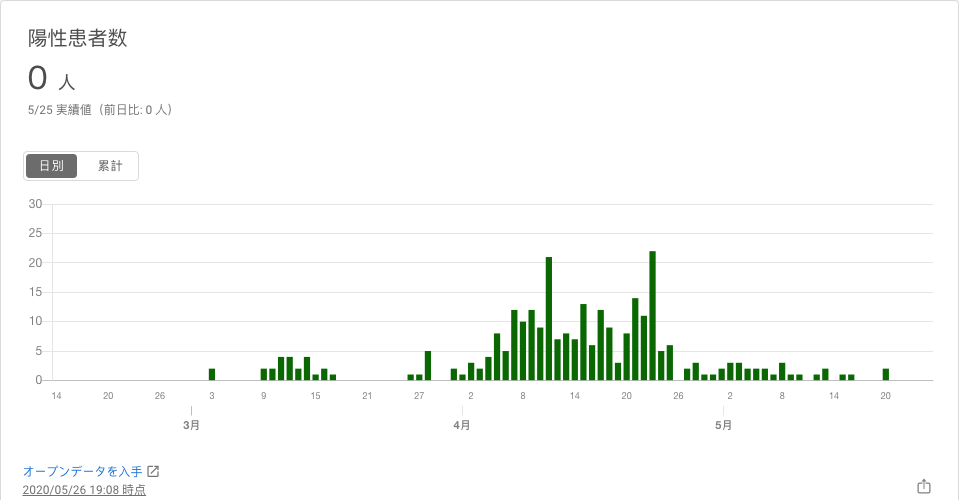 陽性患者数
0 人
5/25 実績値（前日比: 0 人）
日別 累計
30
25
20
15
10
5
0
14 20 26 3 9 15 21 27 2 8 14 20 26 2 8 14 20
3月 4月 5月
オープンデータを入手
2020/05/26 19:08 時点